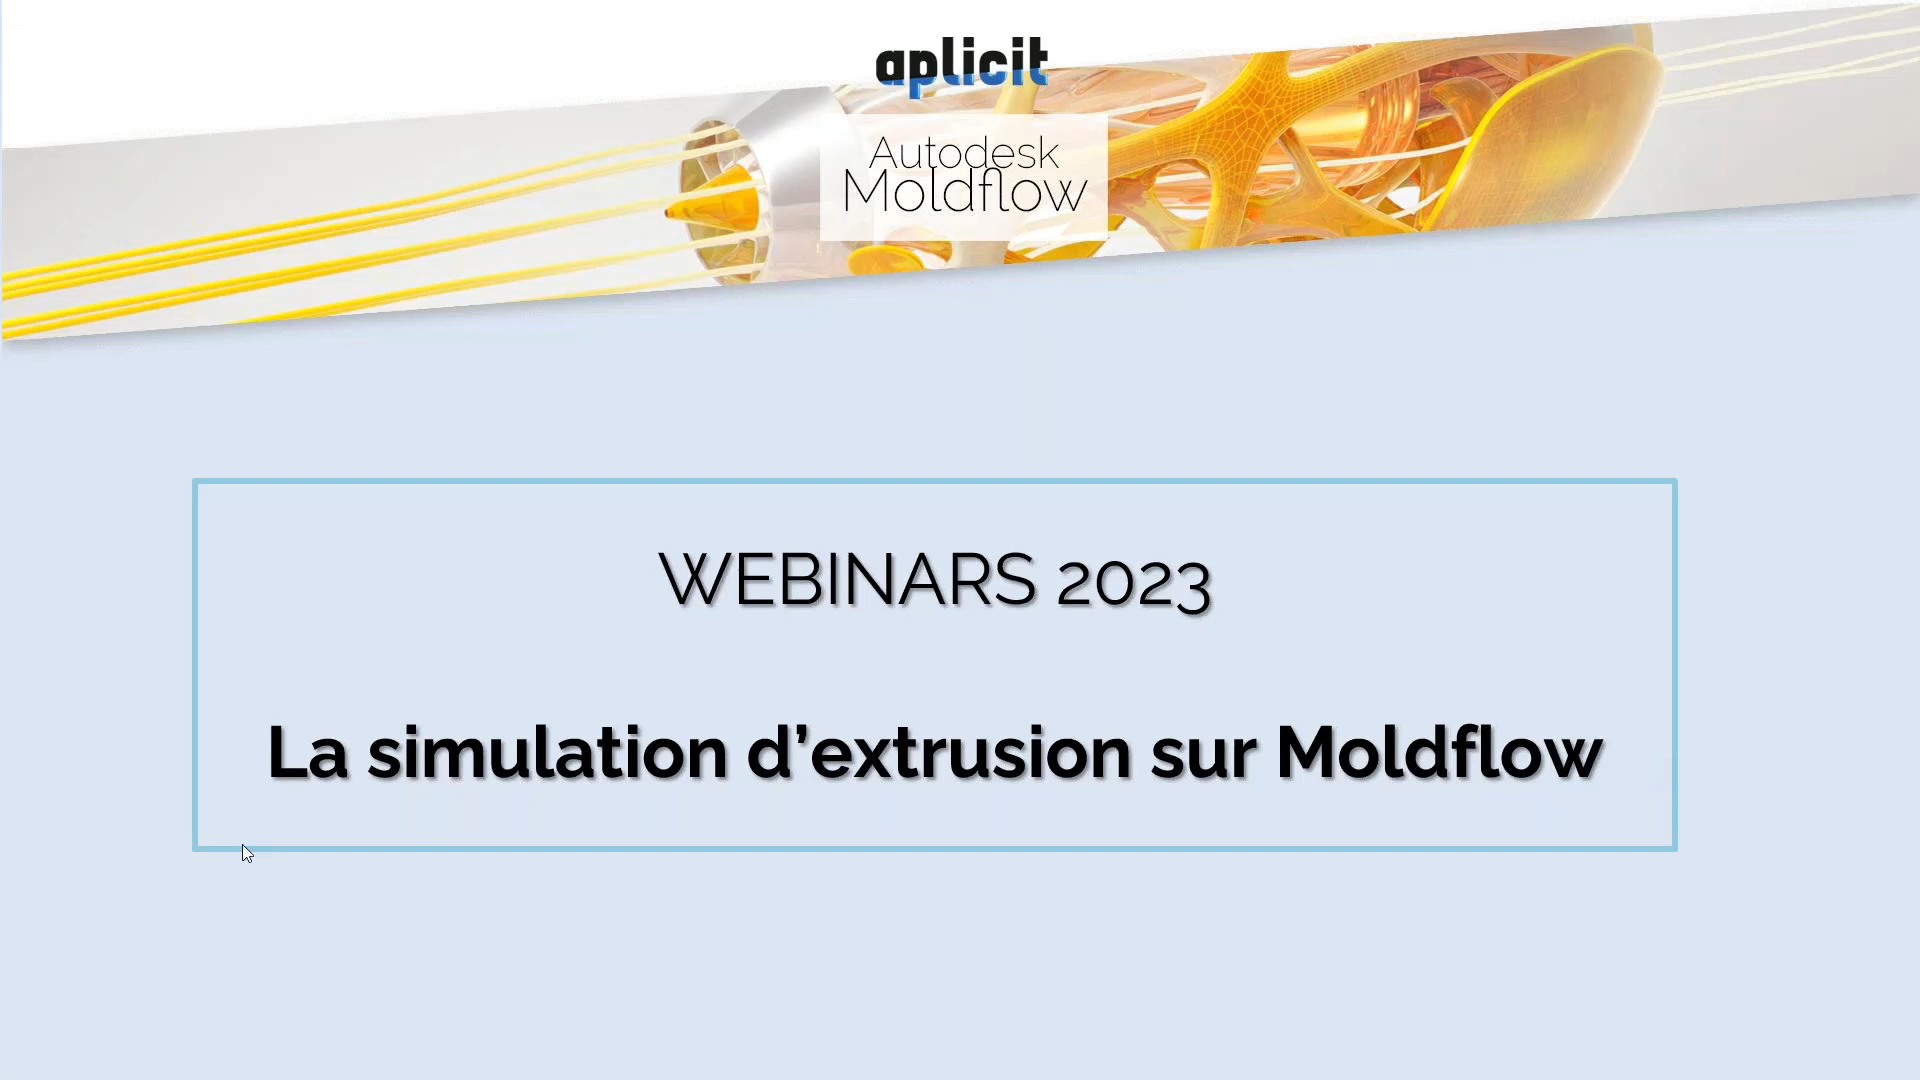 aplicit
Autodesk
Moldflow
WEBINARS 2023
La simulation d’extrusion sur Moldflow